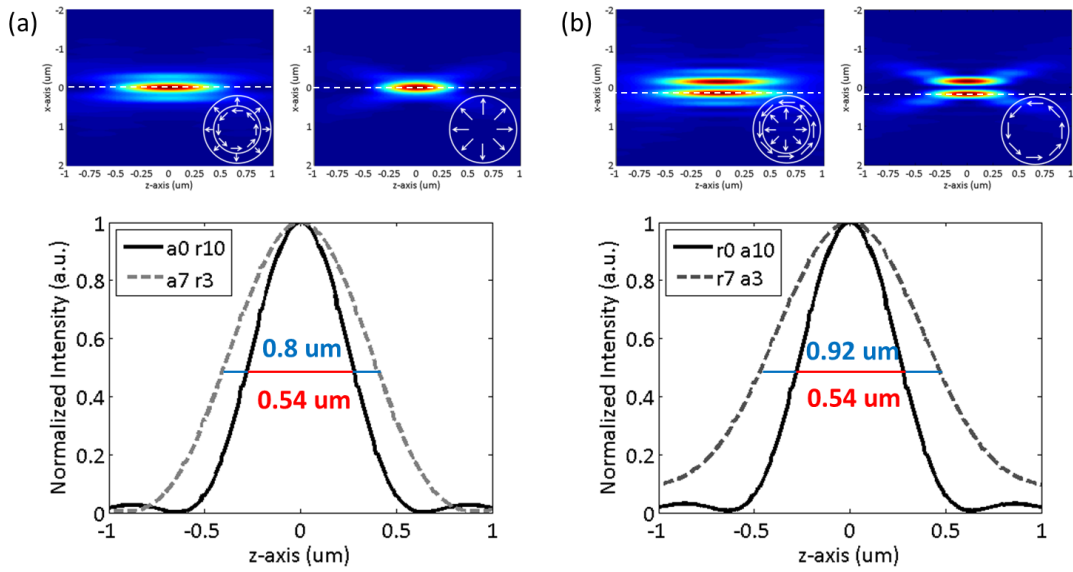 (a)
-2
-1
0
1
2
x-axis (um)
-1 -0.75 -0.5 -0.25 0 0.25 0.5 0.75 1
z-axis (um)
-2
-1
0
1
2
x-axis (um)
-1 -0.75 -0.5 -0.25 0 0.25 0.5 0.75 1
z-axis (um)
(b)
-2
-1
0
1
2
x-axis (um)
-1 -0.75 -0.5 -0.25 0 0.25 0.5 0.75 1
z-axis (um)
-2
-1
0
1
2
x-axis (um)
-1 -0.75 -0.5 -0.25 0 0.25 0.5 0.75 1
z-axis (um)
Normalized Intensity (a.u.)
1
0.8
0.6
0.4
0.2
0
a0 r10
a7 r3
0.8 um
0.54 um
-1 -0.5 0 0.5 1
z-axis (um)
Normalized Intensity (a.u.)
1
0.8
0.6
0.4
0.2
0
r0 a10
r7 a3
0.92 um
0.54 um
-1 -0.5 0 0.5 1
z-axis (um)